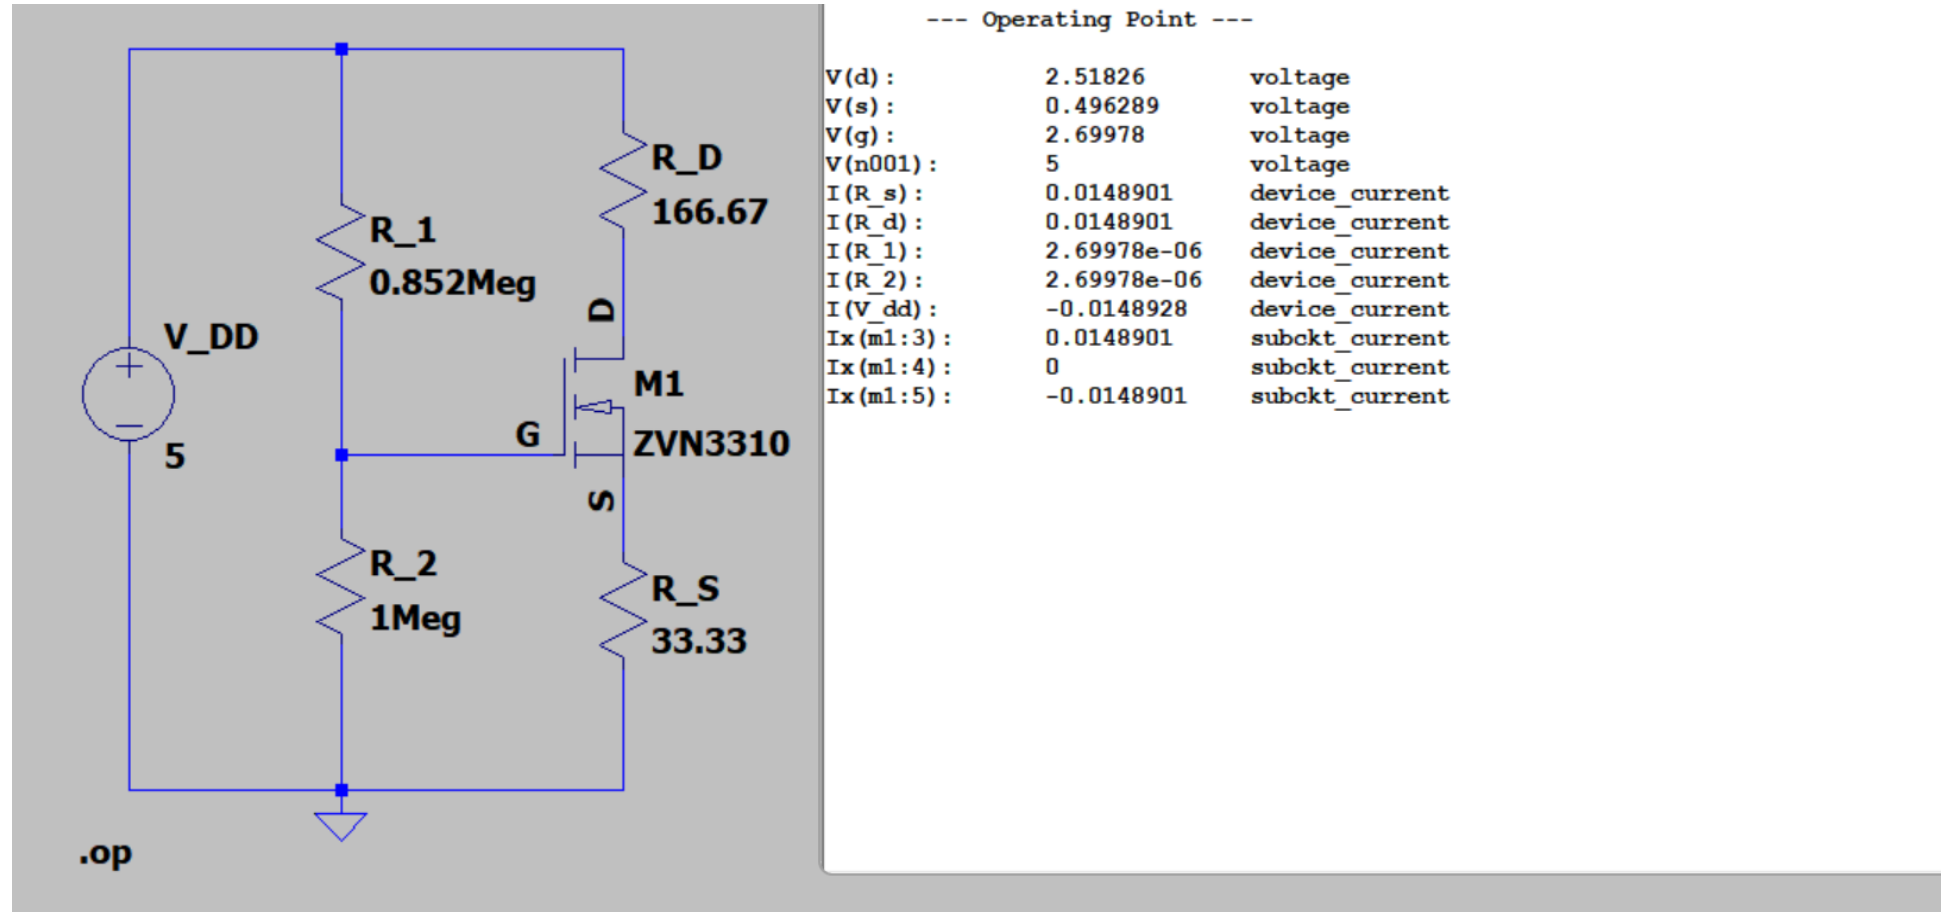 V_DD
5
R_1
0.852Meg
R_2
1Meg
R_D
166.67
D
G
M1
ZVN3310
S
R_S
33.33
.op
--- Operating Point ---
V(d): 2.51826 voltage
V(s): 0.496289 voltage
V(g): 2.69978 voltage
V(n001): 5 voltage
I(R_s): 0.0148901 device_current
I(R_d): 0.0148901 device_current
I(R_1): 2.69978e-06 device_current
I(R_2): 2.69978e-06 device_current
I(V_dd): -0.0148928 device_current
Ix(m1:3): 0.0148901 subckt_current
Ix(m1:4): 0 subckt_current
Ix(m1:5): -0.0148901 subckt_current